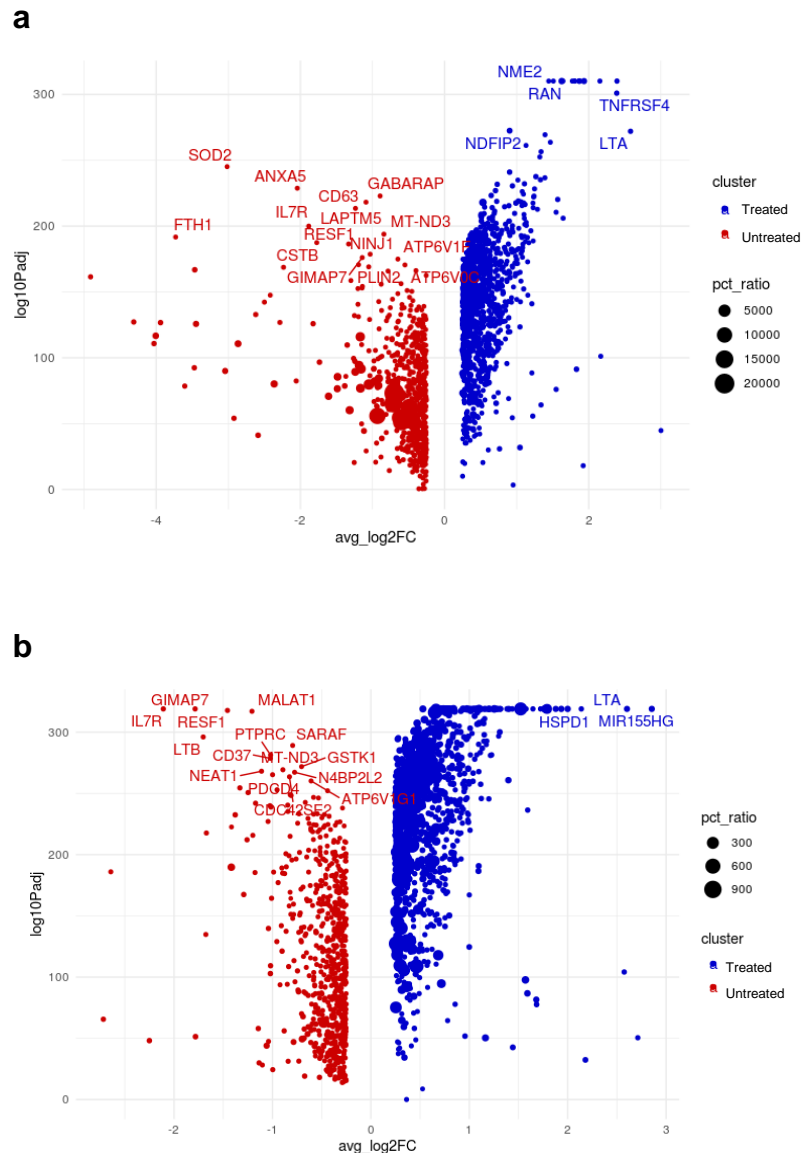 a
NME2
RAN
TNFRSF4
NDFIP2
LTA
SOD2
ANXA5
CD63
GABARAP
IL7R
LAPTM5
MT-ND3
FTH1
RESF1
NINJ1
CSTB
GIMAP7
PLIN2
ATP6V0C
300
200
100
0
log10Padj
-4
-2
0
2
avg_log2FC
cluster
Treated
Untreated
pct_ratio
5000
10000
15000
20000
b
GIMAP7
MALAT1
LTA
IL7R
RESF1
HSPD1
MIR155HG
PTPRC
SARAF
LTB
CD37
MT-ND3
GSTK1
NEAT1
N4BP2L2
PDCD4
ATP6V1G1
CDC42SE2
300
200
100
0
log10Padj
-2
-1
0
1
2
3
avg_log2FC
pct_ratio
300
600
900
cluster
Treated
Untreated